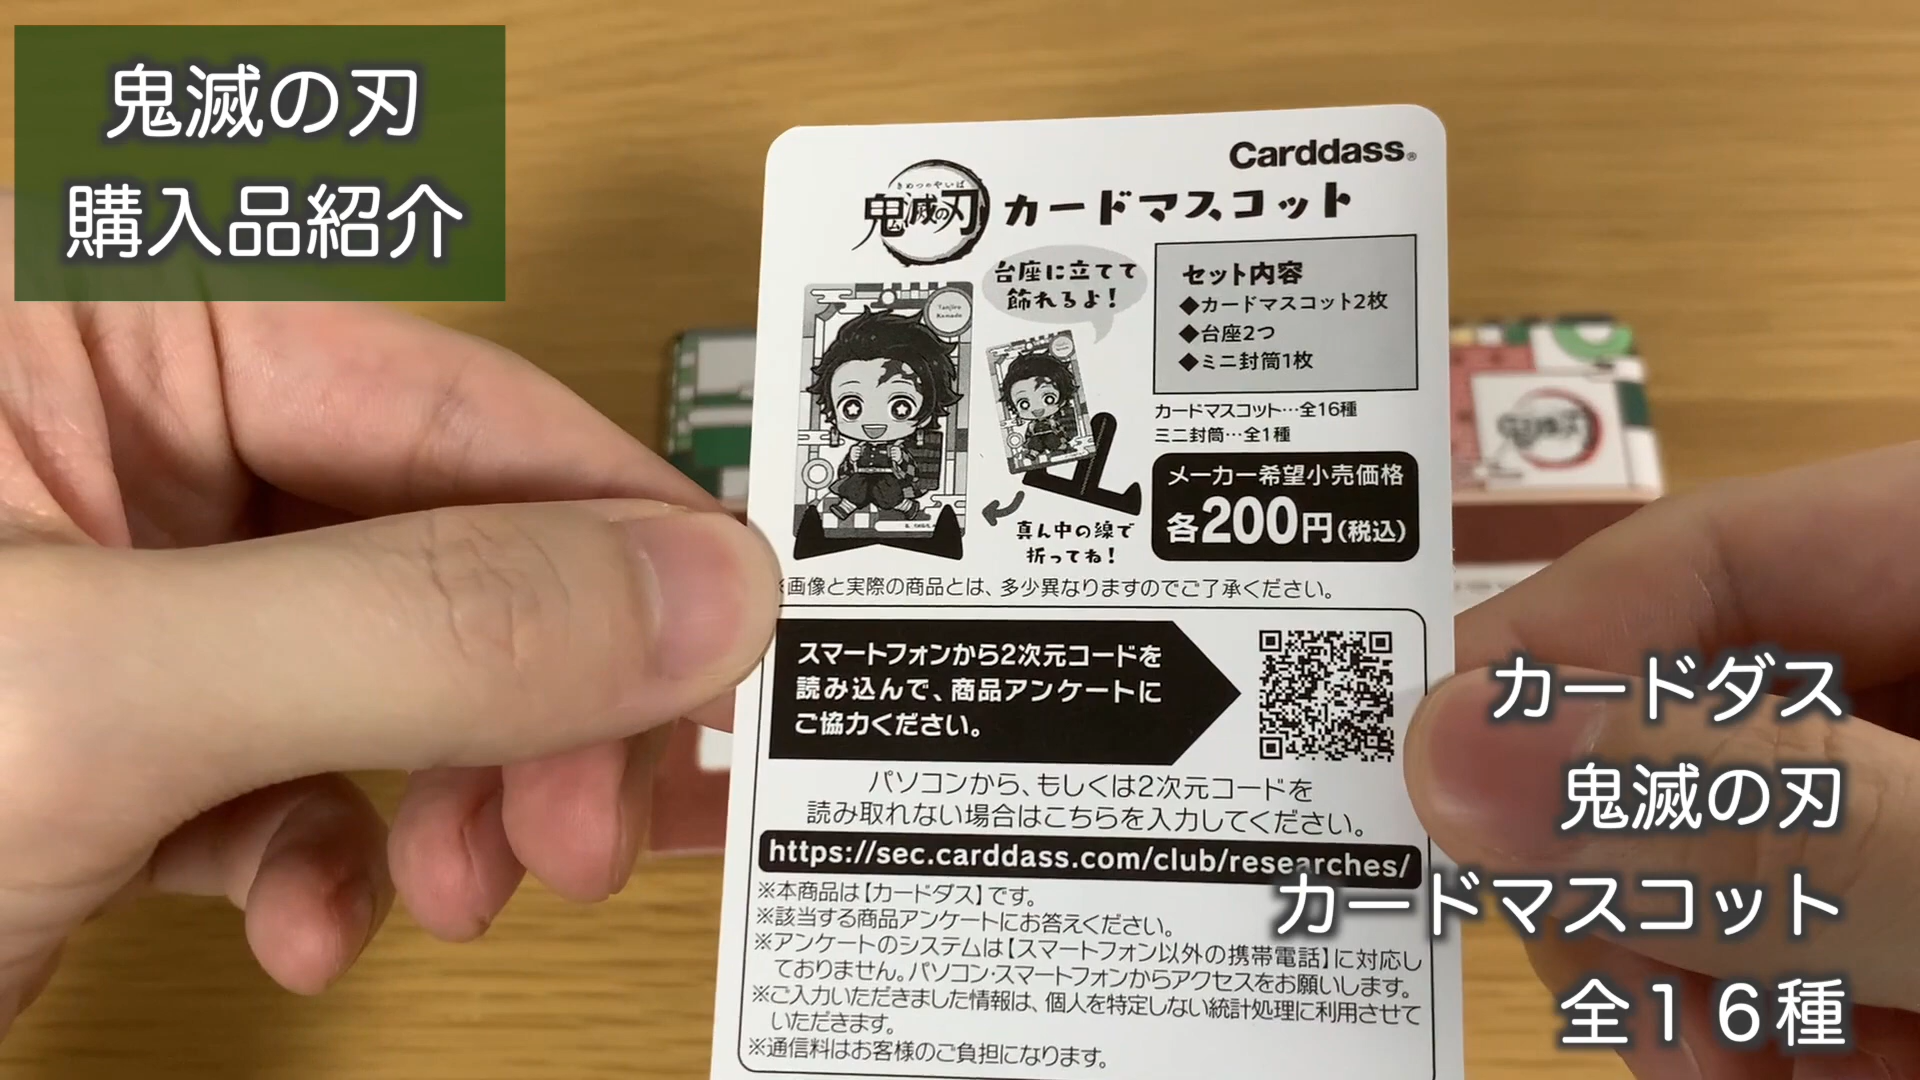 鬼滅の刃
購入品紹介
Carddass®
きめつのやいば
鬼滅の刃 カードマスコット
台座に立てて
飾れるよ!
Tanjiro
Kamado
セット内容
◆カードマスコット2枚
◆台座2つ
◆ミニ封筒1枚
カードマスコット…全16種
ミニ封筒…全1種
メーカー希望小売価格
各200円(税込)
真ん中の線で
折ってね!
※画像と実際の商品とは、多少異なりますのでご了承ください。
スマートフォンから2次元コードを
読み込んで、商品アンケートに
ご協力ください。
パソコンから、もしくは2次元コードを
読み取れない場合はこちらを入力してください。
https://sec.carddass.com/club/researches/
※本商品は【カードダス】です。
※該当する商品アンケートにお答えください。
※アンケートのシステムは【スマートフォン以外の携帯電話】に対応し
ておりません。パソコン・スマートフォンからアクセスをお願いします。
※ご入力いただきました情報は、個人を特定しない統計処理に利用させて
いただきます。
※通信料はお客様のご負担になります。
カードダス
鬼滅の刃
カードマスコット
全16種